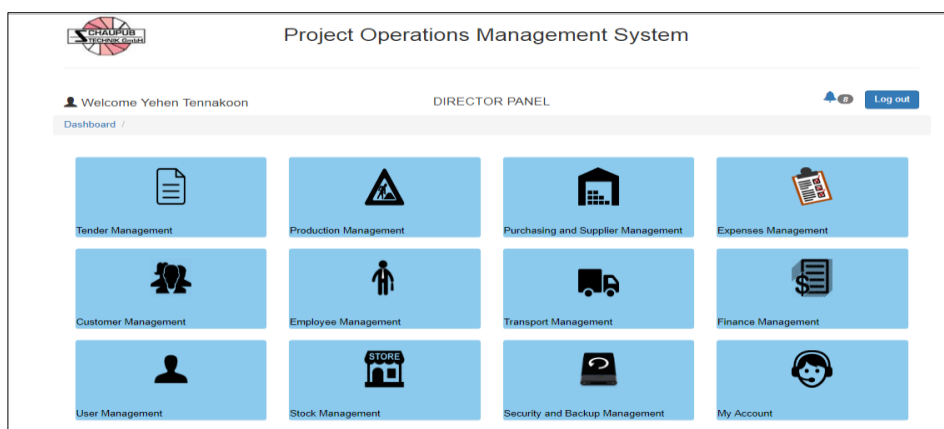 SCHAUPUB
TECHNIK GmbH
Project Operations Management System
Welcome Yehen Tennakoon
DIRECTOR PANEL
Log out
Dashboard /
Tender Management
Production Management
Purchasing and Supplier Management
Expenses Management
Customer Management
Employee Management
Transport Management
Finance Management
STORE
User Management
Stock Management
Security and Backup Management
My Account